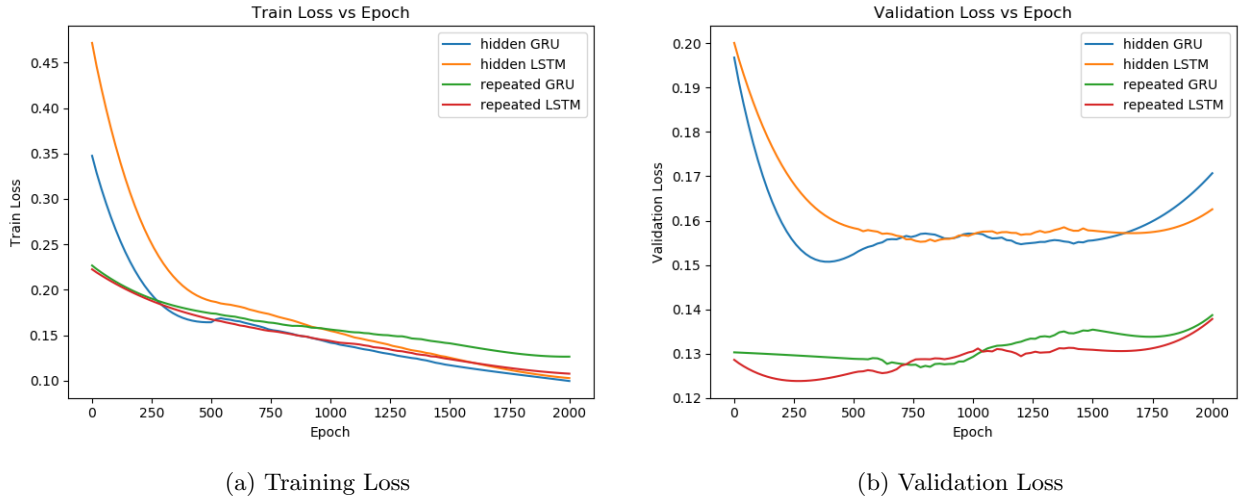 Train Loss vs Epoch
Train Loss
0.45
0.40
0.35
0.30
0.25
0.20
0.15
0.10
hidden GRU
hidden LSTM
repeated GRU
repeated LSTM
0 250 500 750 1000 1250 1500 1750 2000
Epoch
(a) Training Loss
Validation Loss vs Epoch
Validation Loss
0.20
0.19
0.18
0.17
0.16
0.15
0.14
0.13
0.12
hidden GRU
hidden LSTM
repeated GRU
repeated LSTM
0 250 500 750 1000 1250 1500 1750 2000
Epoch
(b) Validation Loss